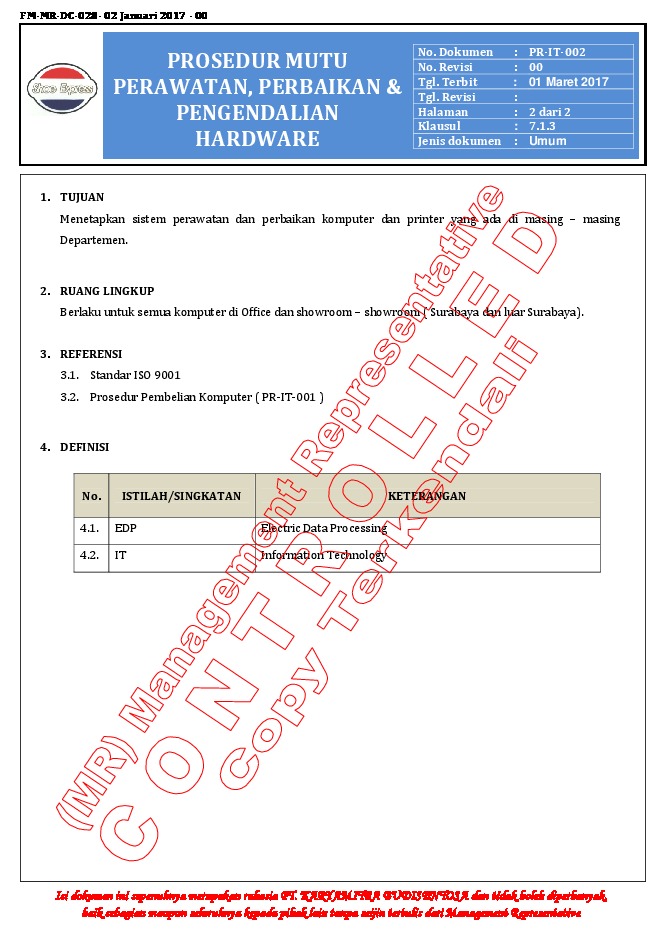 FM-MR-DC-028- 02 Januari 2017 - 00
Shoes Express
PROSEDUR MUTU
PERAWATAN, PERBAIKAN &
PENGENDALIAN
HARDWARE
No. Dokumen : PR-IT-002
No. Revisi : 00
Tgl. Terbit : 01 Maret 2017
Tgl. Revisi :
Halaman : 2 dari 2
Klausul : 7.1.3
Jenis dokumen : Umum
1. TUJUAN
Menetapkan sistem perawatan dan perbaikan komputer dan printer yang ada di masing – masing
Departemen.
2. RUANG LINGKUP
Berlaku untuk semua komputer di Office dan showroom – showroom ( Surabaya dan luar Surabaya).
3. REFERENSI
3.1. Standar ISO 9001
3.2. Prosedur Pembelian Komputer ( PR-IT-001 )
4. DEFINISI
No. ISTILAH/SINGKATAN KETERANGAN
4.1. EDP Electric Data Processing
4.2. IT Information Technology
(MR) Management Representative
CONTROLLED
Copy Terkendali
Isi dokumen ini sepenuhnya merupakan rahasia PT. KARYAMITRA BUDISENTOSA dan tidak boleh diperbanyak,
baik sebagian maupun seluruhnya kepada pihak lain tanpa seijin tertulis dari Management Representative